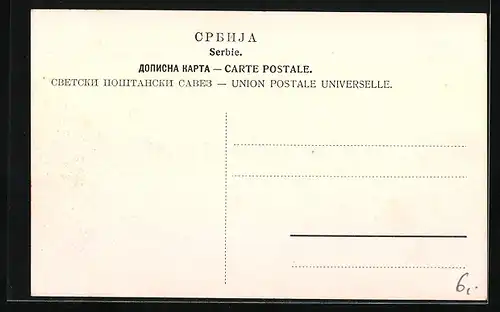 СРБИЈА
Serbie.
ДОПИСНА КАРТА — CARTE POSTALE.
СВЕТСКИ ПОШТАНСКИ САВЕЗ — UNION POSTALE UNIVERSELLE.
6,-